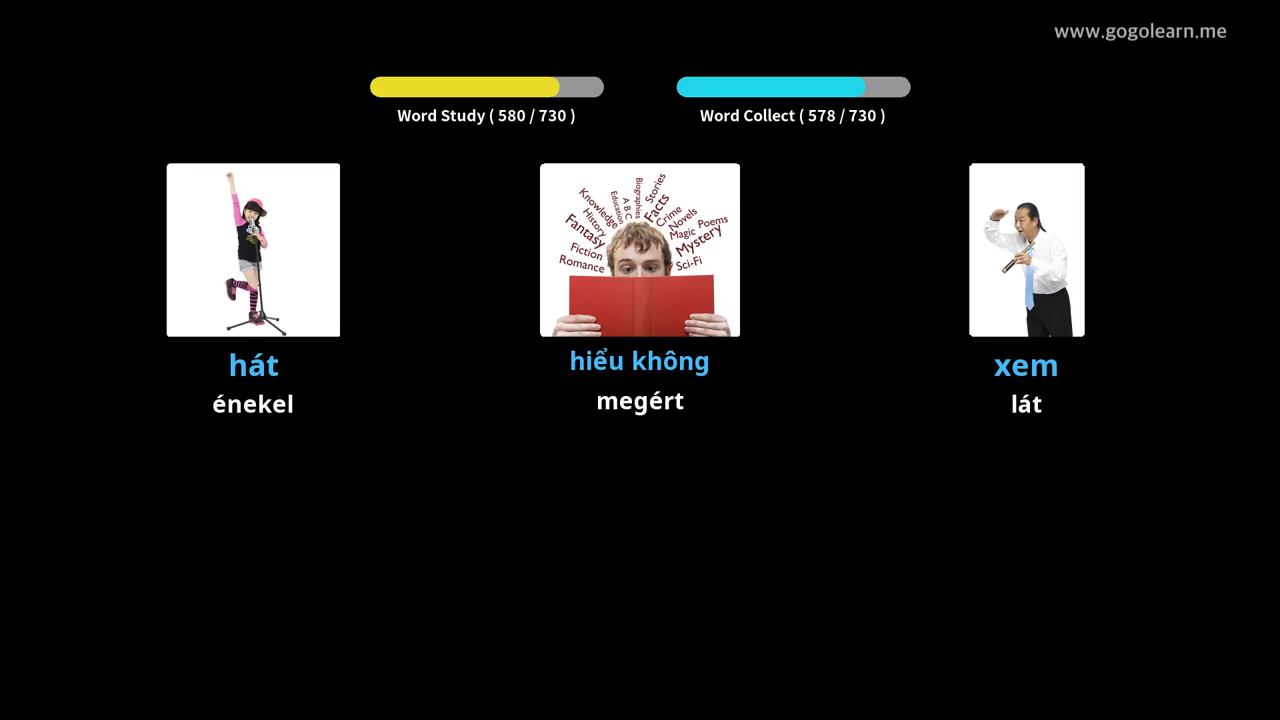 www.gogolearn.me
Word Study ( 580 / 730 )
Word Collect ( 578 / 730 )
Knowledge
Education
A B C
Biographies
Stories
Facts
History
Crime
Novels
Fantasy
Magic
Poems
Mystery
Fiction
Romance
Sci-Fi
hát
hiểu không
xem
énekel
megért
lát